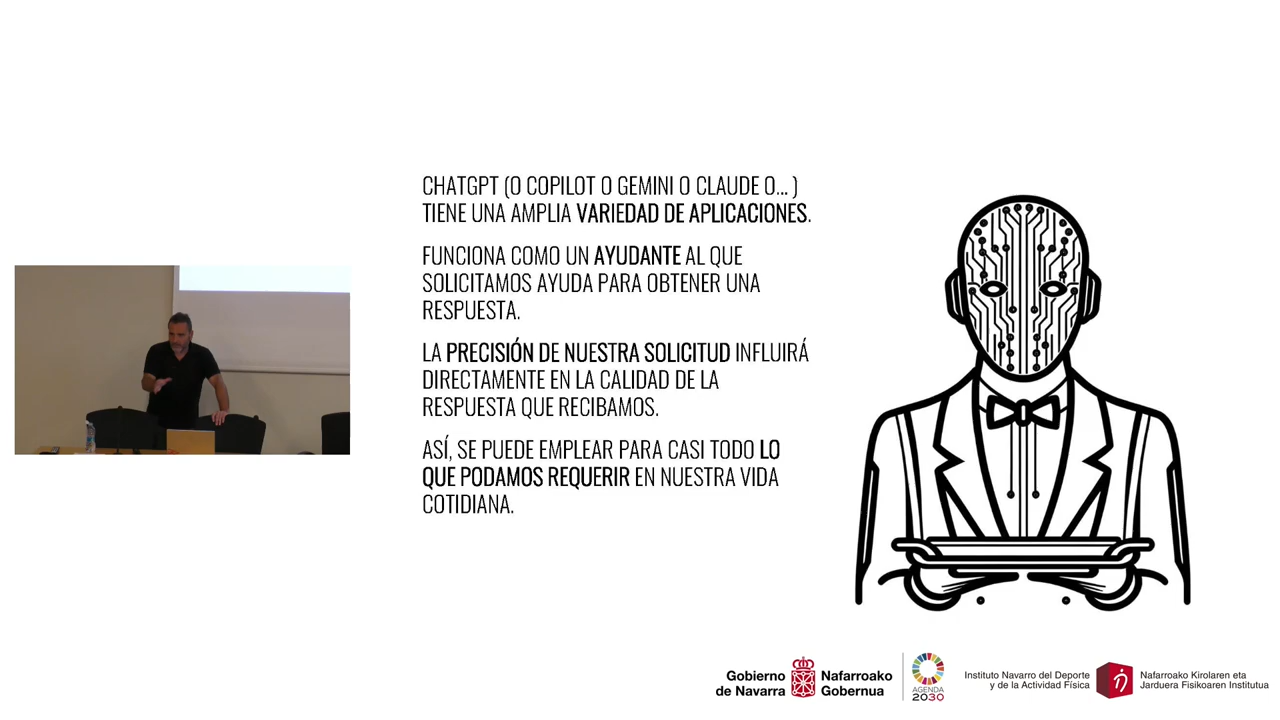 CHATGPT (O COPILOT O GEMINI O CLAUDE O... )
TIENE UNA AMPLIA VARIEDAD DE APLICACIONES.
FUNCIONA COMO UN AYUDANTE AL QUE
SOLICITAMOS AYUDA PARA OBTENER UNA
RESPUESTA.
LA PRECISIÓN DE NUESTRA SOLICITUD INFLUIRÁ
DIRECTAMENTE EN LA CALIDAD DE LA
RESPUESTA QUE RECIBAMOS.
ASÍ, SE PUEDE EMPLEAR PARA CASI TODO LO
QUE PODAMOS REQUERIR EN NUESTRA VIDA
COTIDIANA.
Gobierno
de Navarra
Nafarroako
Gobernua
AGENDA
2030
Instituto Navarro del Deporte
y de la Actividad Física
Nafarroako Kirolaren eta
Jarduera Fisikoaren Institutua